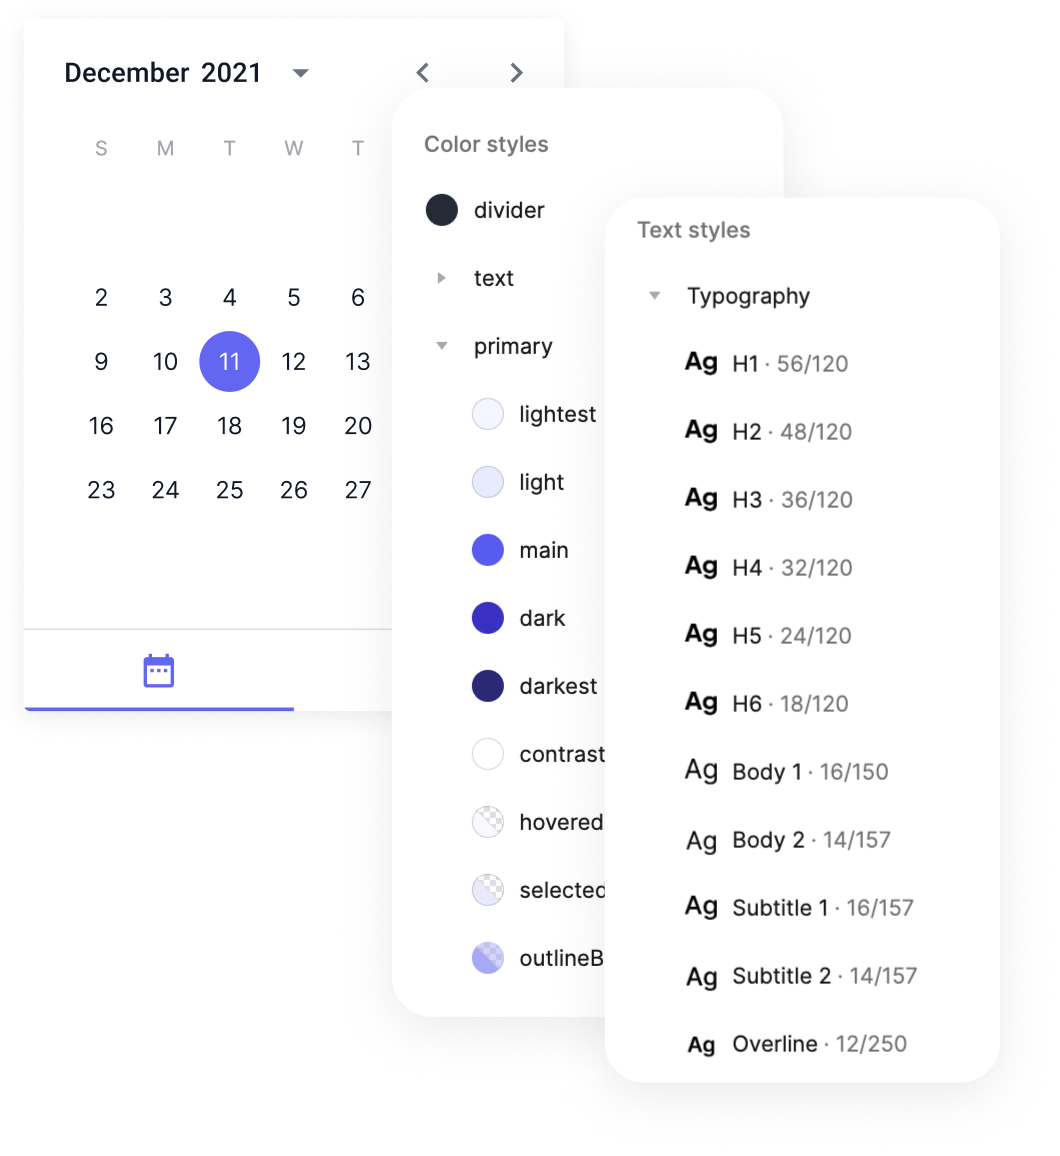 December 2021
S M T W T
2 3 4 5 6
9 10 11 12 13
16 17 18 19 20
23 24 25 26 27
Color styles
divider
text
primary
lightest
light
main
dark
darkest
contrast
hovered
selected
outlineB
Text styles
Typography
Ag H1 · 56/120
Ag H2 · 48/120
Ag H3 · 36/120
Ag H4 · 32/120
Ag H5 · 24/120
Ag H6 · 18/120
Ag Body 1 · 16/150
Ag Body 2 · 14/157
Ag Subtitle 1 · 16/157
Ag Subtitle 2 · 14/157
Ag Overline · 12/250